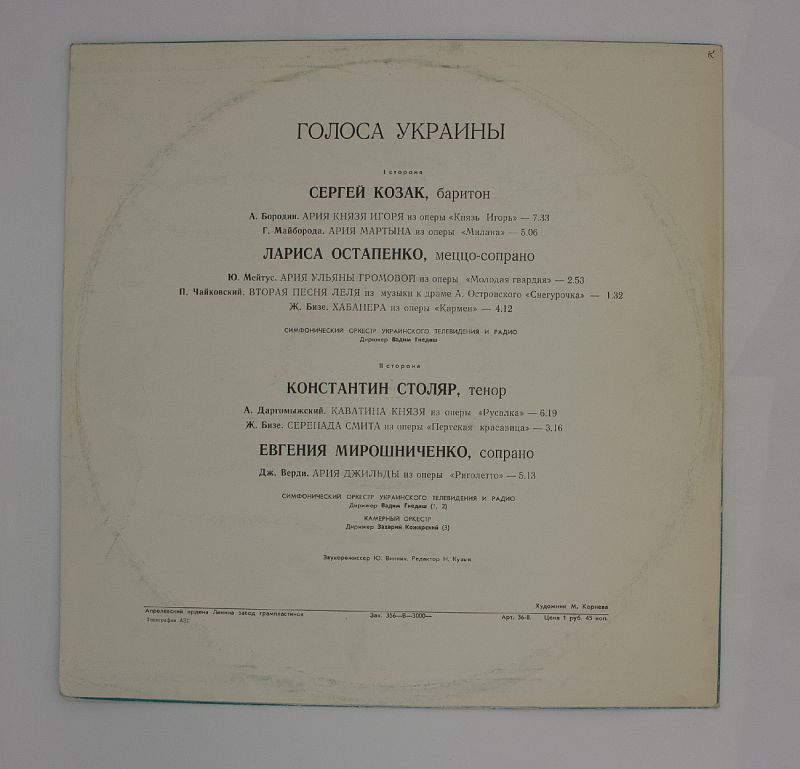 К
ГОЛОСА УКРАИНЫ
I сторона
СЕРГЕЙ КОЗАК, баритон
А. Бородин. АРИЯ КНЯЗЯ ИГОРЯ из оперы «Князь Игорь» — 7.33
Г. Майборода. АРИЯ МАРТЫНА из оперы «Милана» — 5.06
ЛАРИСА ОСТАПЕНКО, меццо-сопрано
Ю. Мейтус. АРИЯ УЛЬЯНЫ ГРОМОВОЙ из оперы «Молодая гвардия» — 2.53
П. Чайковский. ВТОРАЯ ПЕСНЯ ЛЕЛЯ из музыки к драме А. Островского «Снегурочка» — 1.32
Ж. Бизе. ХАБАНЕРА из оперы «Кармен» — 4.12
СИМФОНИЧЕСКИЙ ОРКЕСТР УКРАИНСКОГО ТЕЛЕВИДЕНИЯ И РАДИО
Дирижер Вадим Гнедаш
II сторона
КОНСТАНТИН СТОЛЯР, тенор
А. Даргомыжский. КАВАТИНА КНЯЗЯ из оперы «Русалка» — 6.19
Ж. Бизе. СЕРЕНАДА СМИТА из оперы «Пертская красавица» — 3.16
ЕВГЕНИЯ МИРОШНИЧЕНКО, сопрано
Дж. Верди. АРИЯ ДЖИЛЬДЫ из оперы «Риголетто» — 5.13
СИМФОНИЧЕСКИЙ ОРКЕСТР УКРАИНСКОГО ТЕЛЕВИДЕНИЯ И РАДИО
Дирижер Вадим Гнедаш (1, 2)
КАМЕРНЫЙ ОРКЕСТР
Дирижер Захарий Кожарский (3)
Звукорежиссер Ю. Винник. Редактор Н. Кузык
Художник М. Корнева
Апрелевский ордена Ленина завод грампластинок Зак. 356—В—3000— Арт. 36-8. Цена 1 руб. 45 коп.
Типография АЗГ